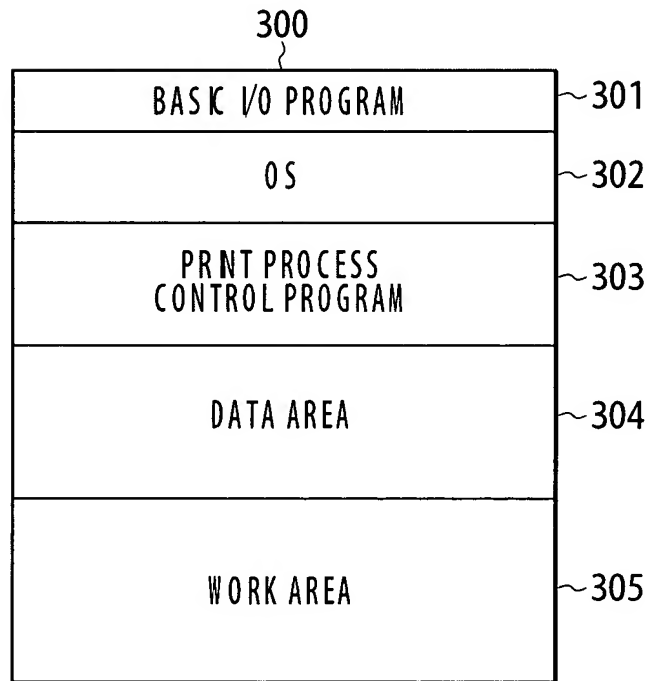 300
BASIC I/O PROGRAM
301
OS
302
PRINT PROCESS
CONTROL PROGRAM
303
DATA AREA
304
WORK AREA
305